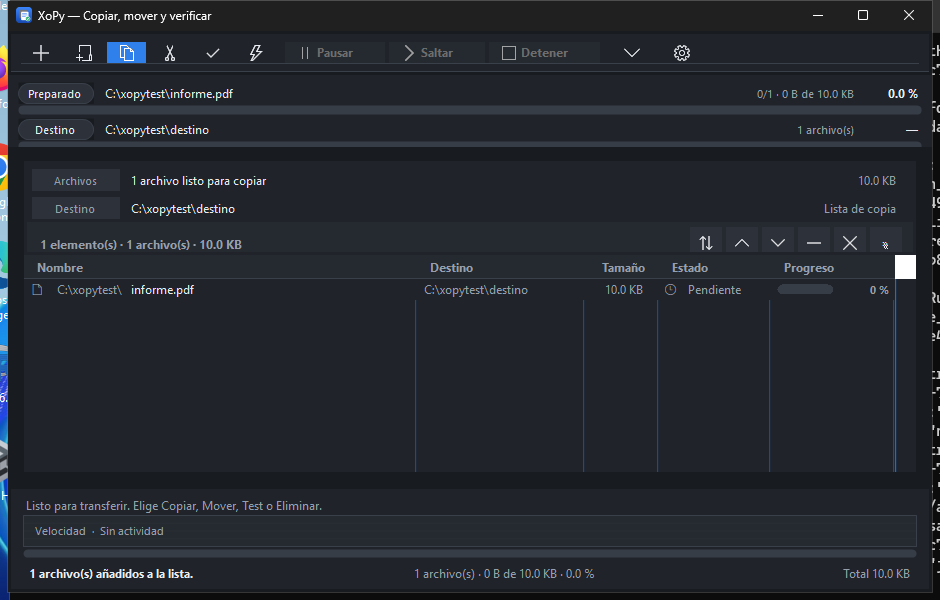 XoPy — Copiar, mover y verificar
Pausar Saltar Detener
Preparado C:\xopytest\informe.pdf 0/1 · 0 B de 10.0 KB 0.0 %
Destino C:\xopytest\destino 1 archivo(s) —
Archivos 1 archivo listo para copiar 10.0 KB
Destino C:\xopytest\destino Lista de copia
1 elemento(s) · 1 archivo(s) · 10.0 KB
Nombre Destino Tamaño Estado Progreso
C:\xopytest\ informe.pdf C:\xopytest\destino 10.0 KB Pendiente 0 %
Listo para transferir. Elige Copiar, Mover, Test o Eliminar.
Velocidad · Sin actividad
1 archivo(s) añadidos a la lista. 1 archivo(s) · 0 B de 10.0 KB · 0.0 % Total 10.0 KB